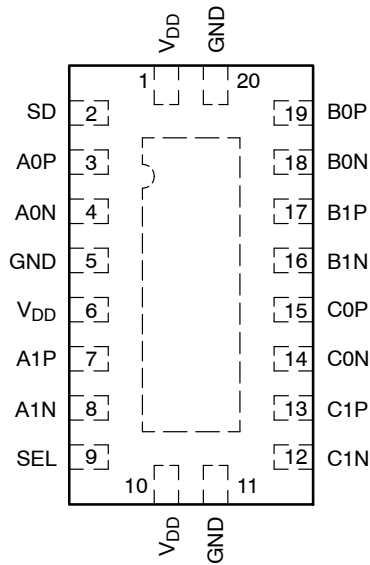 VDD GND
1 20
SD 2 19 B0P
A0P 3 18 B0N
A0N 4 17 B1P
GND 5 16 B1N
VDD 6 15 C0P
A1P 7 14 C0N
A1N 8 13 C1P
SEL 9 12 C1N
10 11
VDD GND